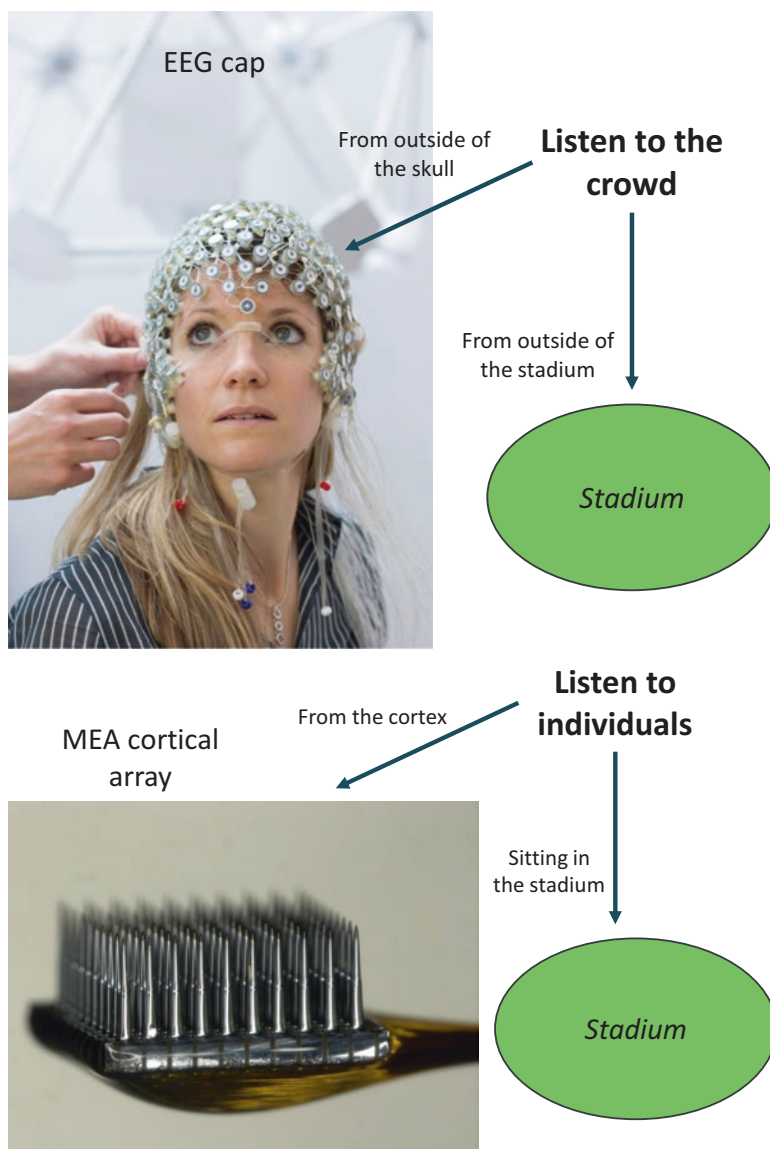 EEG cap
From outside of
the skull
Listen to the
crowd
From outside of
the stadium
Stadium
Listen to
individuals
From the cortex
MEA cortical
array
Sitting in
the stadium
Stadium